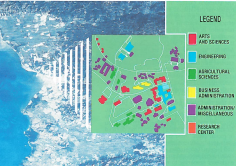 LEGEND
ARTS
AND SCIENCES
ENGINEERING
AGRICULTURAL
SCIENCES
BUSINESS
ADMINISTRATION
ADMINISTRATION/
MISCELLANEOUS
RESEARCH
CENTER